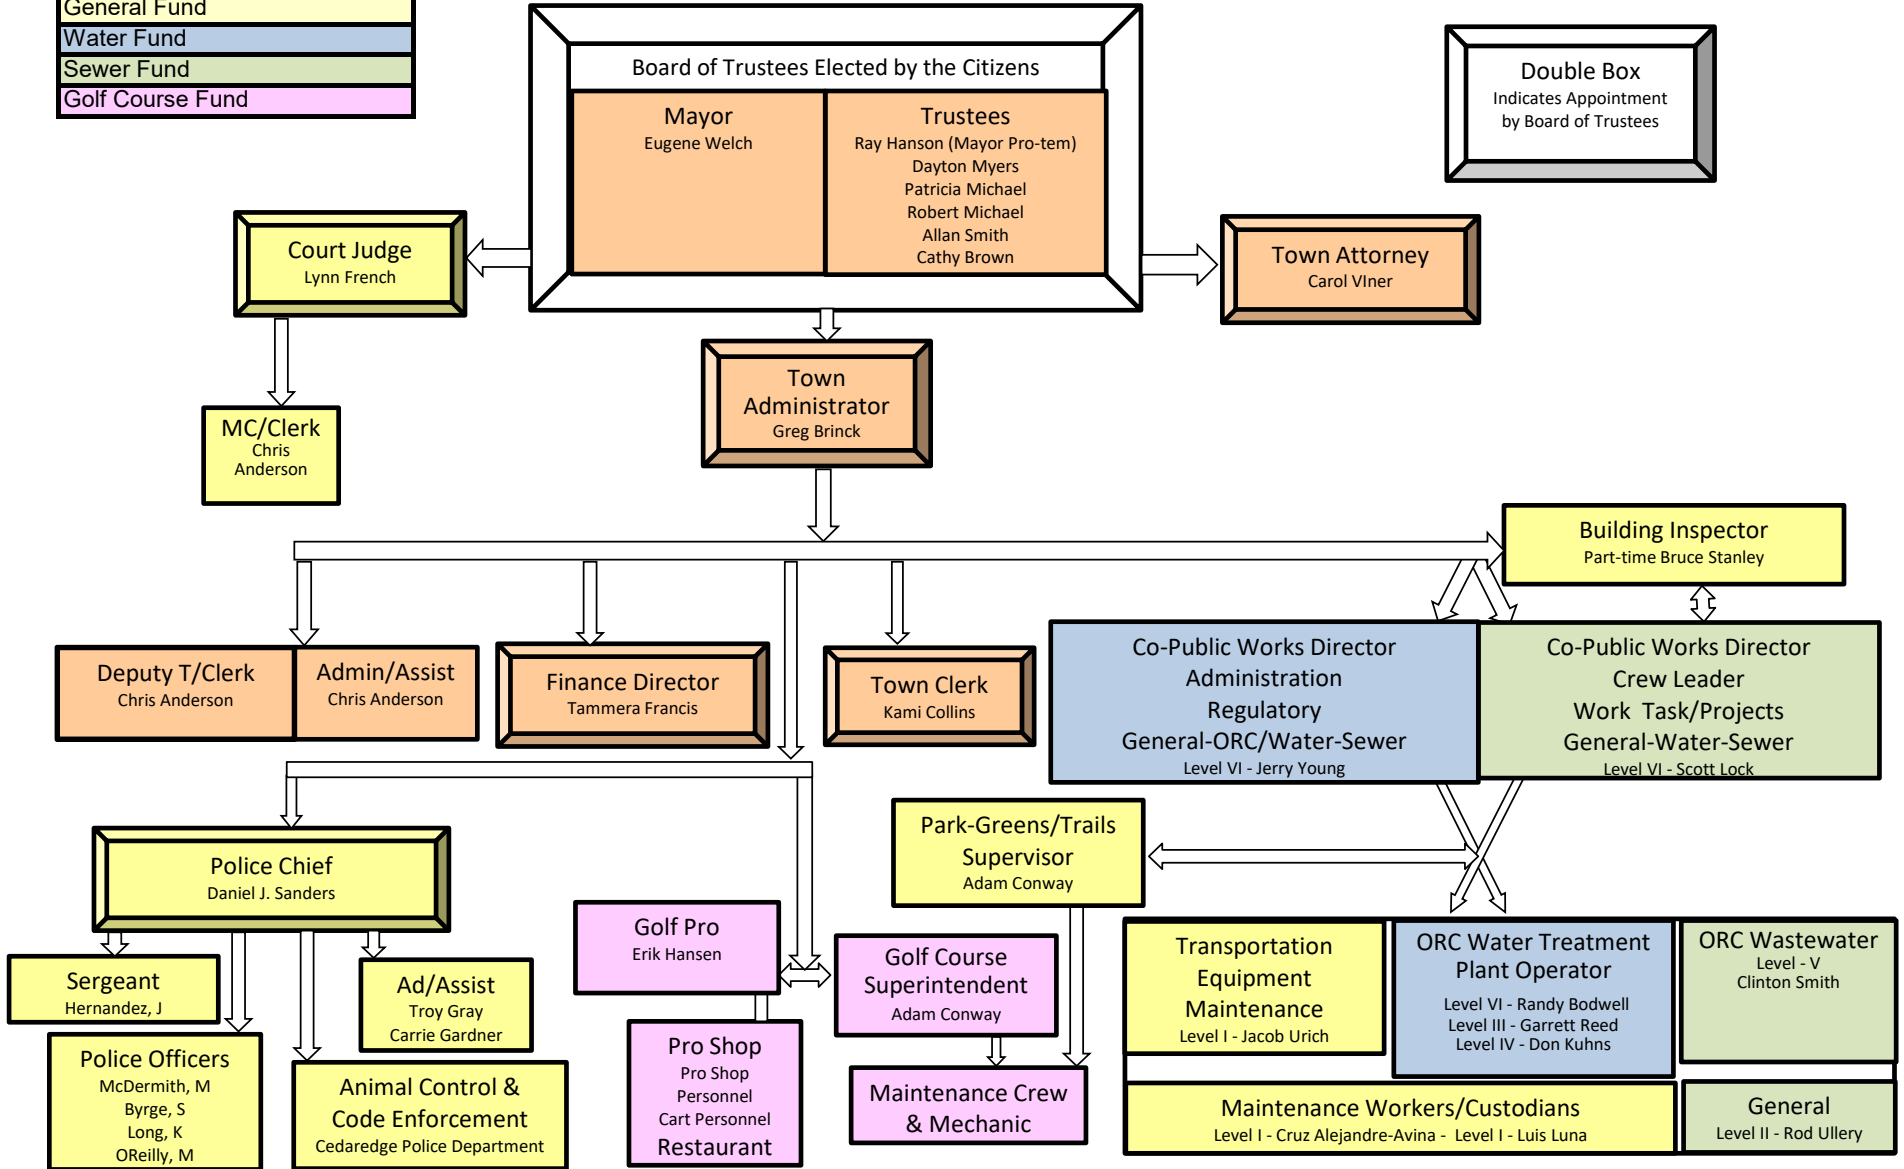 General Fund
Water Fund
Sewer Fund
Golf Course Fund
Board of Trustees Elected by the Citizens
Mayor
Eugene Welch
Trustees
Ray Hanson (Mayor Pro-tem)
Dayton Myers
Patricia Michael
Robert Michael
Allan Smith
Cathy Brown
Double Box
Indicates Appointment
by Board of Trustees
Court Judge
Lynn French
Town Attorney
Carol VIner
Town
Administrator
Greg Brinck
MC/Clerk
Chris
Anderson
Building Inspector
Part-time Bruce Stanley
Deputy T/Clerk
Chris Anderson
Admin/Assist
Chris Anderson
Finance Director
Tammera Francis
Town Clerk
Kami Collins
Co-Public Works Director
Administration
Regulatory
General-ORC/Water-Sewer
Level VI - Jerry Young
Co-Public Works Director
Crew Leader
Work Task/Projects
General-Water-Sewer
Level VI - Scott Lock
Police Chief
Daniel J. Sanders
Park-Greens/Trails
Supervisor
Adam Conway
Golf Pro
Erik Hansen
Golf Course
Superintendent
Adam Conway
Sergeant
Hernandez, J
Ad/Assist
Troy Gray
Carrie Gardner
Police Officers
McDermith, M
Byrge, S
Long, K
OReilly, M
Animal Control &
Code Enforcement
Cedaredge Police Department
Pro Shop
Pro Shop
Personnel
Cart Personnel
Restaurant
Maintenance Crew
& Mechanic
Transportation
Equipment
Maintenance
Level I - Jacob Urich
ORC Water Treatment
Plant Operator
Level VI - Randy Bodwell
Level III - Garrett Reed
Level IV - Don Kuhns
ORC Wastewater
Level - V
Clinton Smith
Maintenance Workers/Custodians
Level I - Cruz Alejandre-Avina - Level I - Luis Luna
General
Level II - Rod Ullery